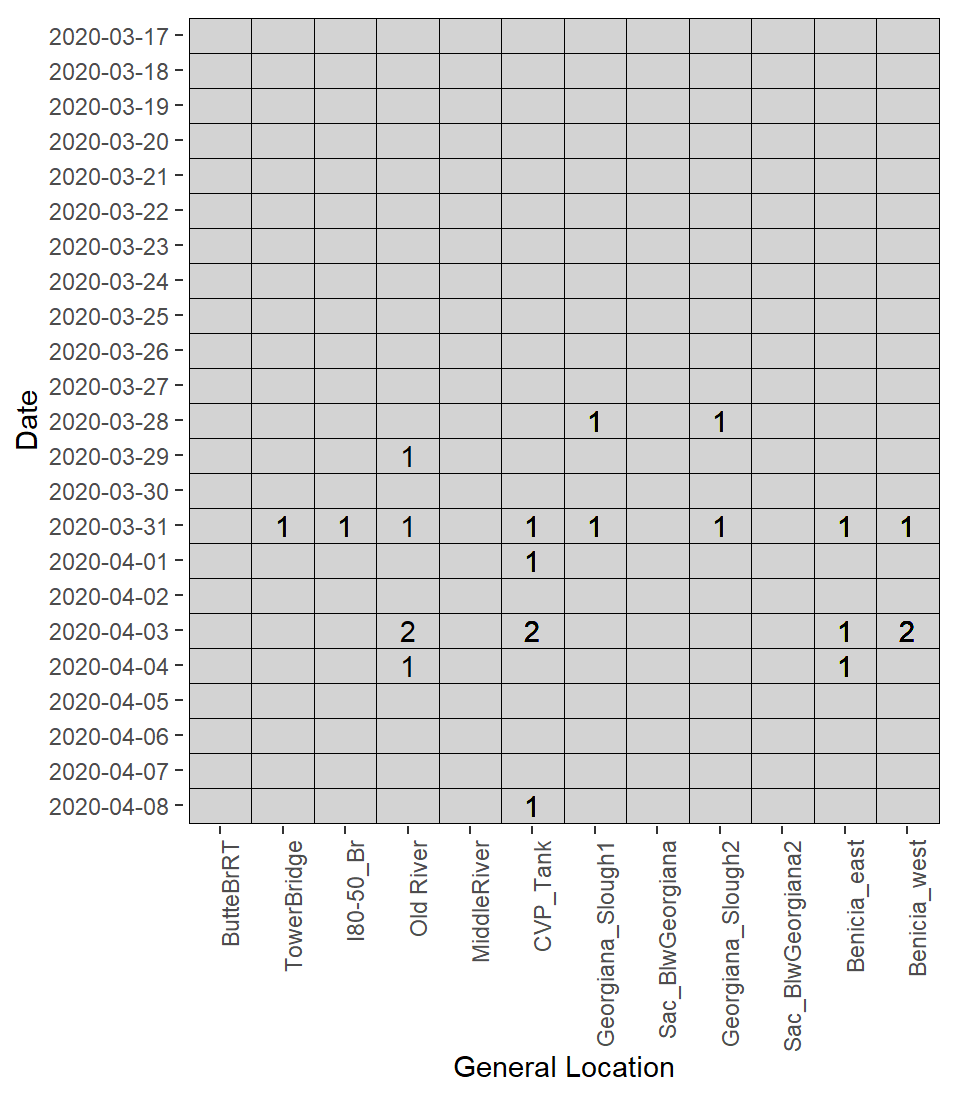 2020-03-17
2020-03-18
2020-03-19
2020-03-20
2020-03-21
2020-03-22
2020-03-23
2020-03-24
2020-03-25
2020-03-26
2020-03-27
2020-03-28 1 1
2020-03-29 1
2020-03-30
2020-03-31 1 1 1 1 1 1 1 1
2020-04-01 1
2020-04-02
2020-04-03 2 2 1 2
2020-04-04 1 1
2020-04-05
2020-04-06
2020-04-07
2020-04-08 1
Date
ButteBrRT
TowerBridge
I80-50_Br
Old River
MiddleRiver
CVP_Tank
Georgiana_Slough1
Sac_BlwGeorgiana
Georgiana_Slough2
Sac_BlwGeorgiana2
Benicia_east
Benicia_west
General Location